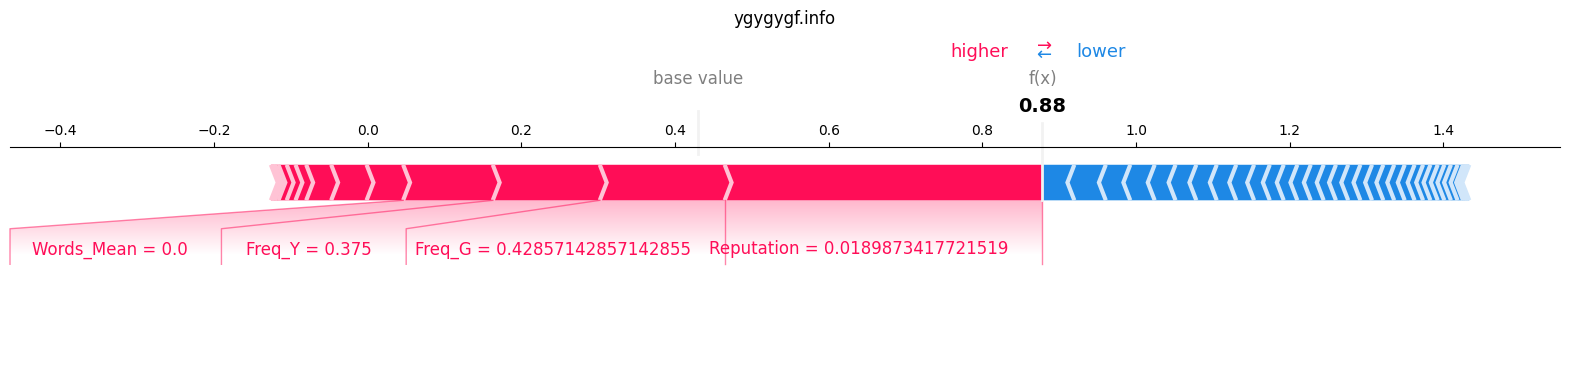 ygygygf.info
higher → ← lower
base value f(x)
0.88
−0.4 −0.2 0.0 0.2 0.4 0.6 0.8 1.0 1.2 1.4
Words_Mean = 0.0 Freq_Y = 0.375 Freq_G = 0.42857142857142855 Reputation = 0.0189873417721519